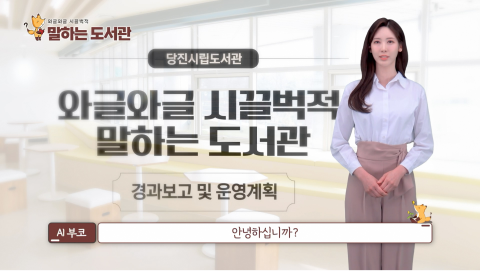 와글와글 시끌벅적
말하는 도서관
당진시립도서관
와글와글 시끌벅적
말하는 도서관
경과보고 및 운영계획
AI 부코
안녕하십니까?